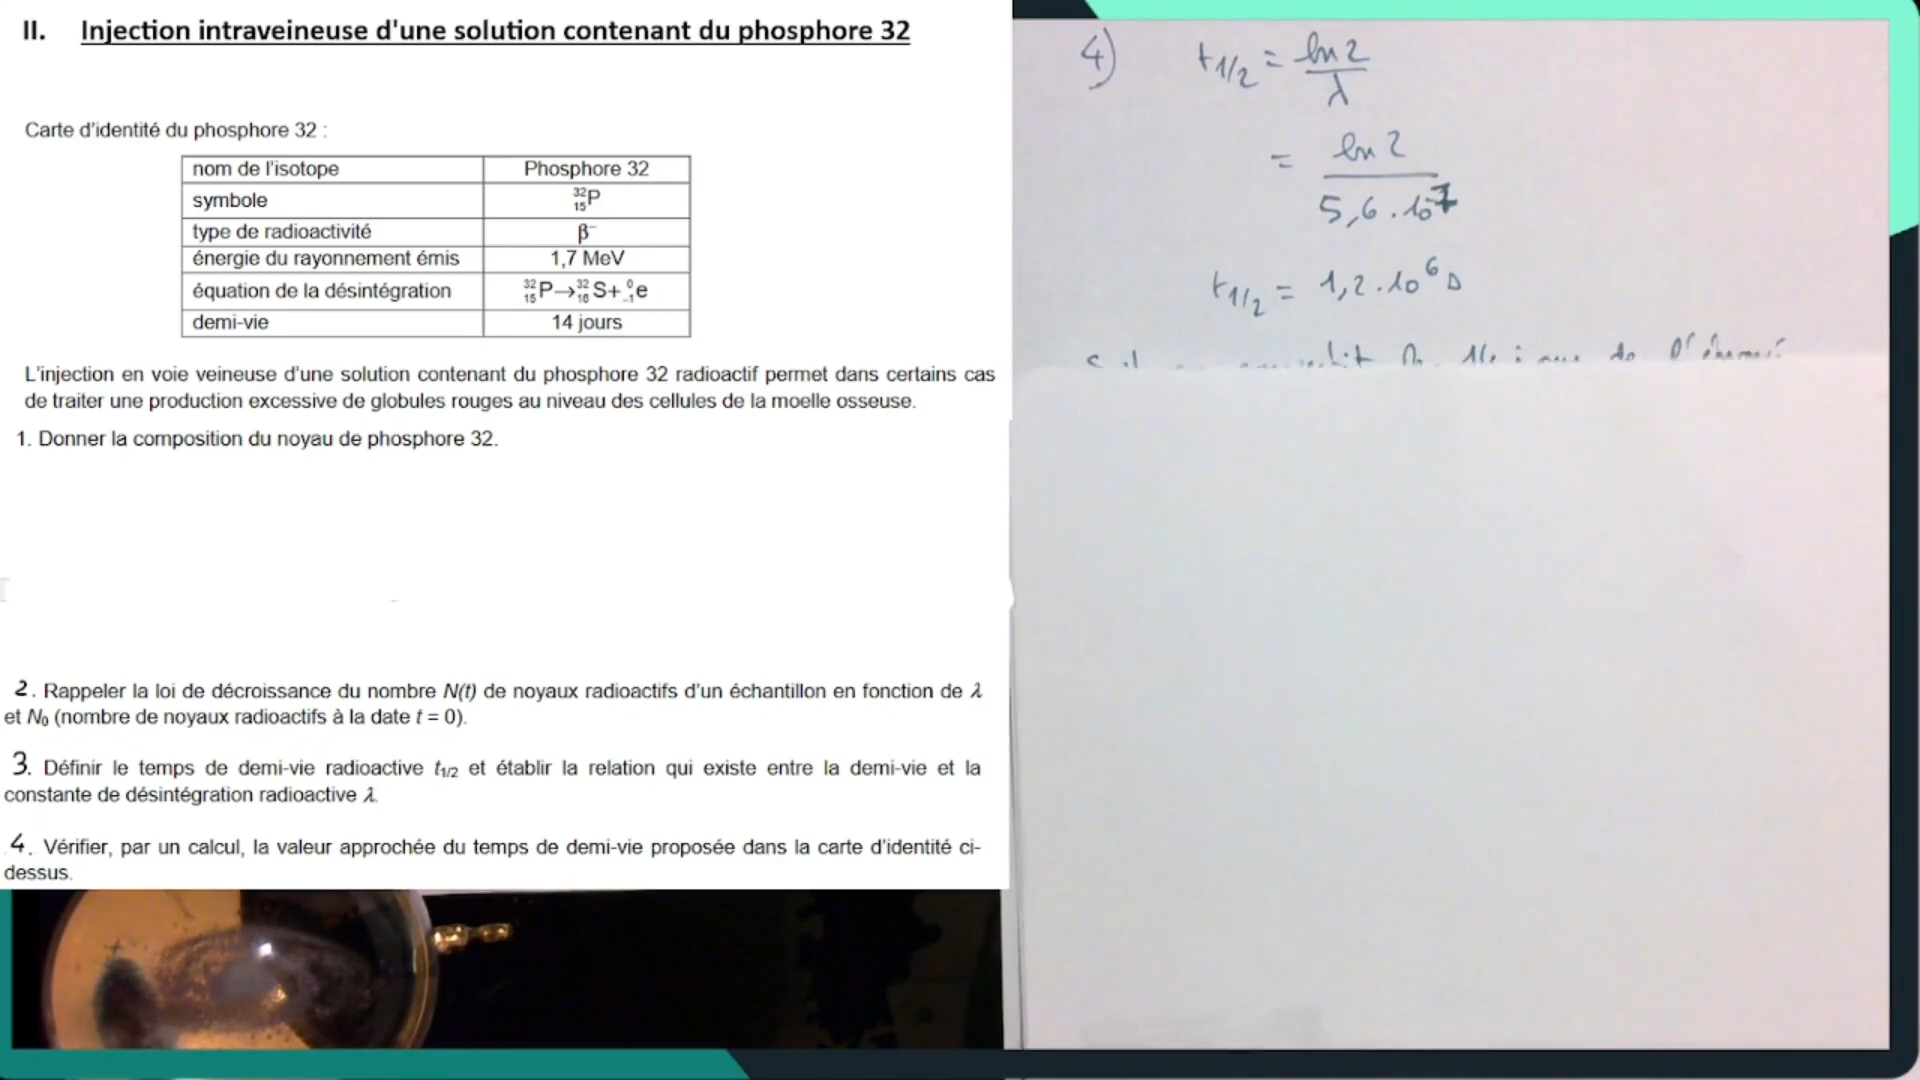 II. Injection intraveineuse d'une solution contenant du phosphore 32
Carte d'identité du phosphore 32 :
nom de l'isotope Phosphore 32
symbole ³²₁₅P
type de radioactivité β⁻
énergie du rayonnement émis 1,7 MeV
équation de la désintégration ³²₁₅P→³²₁₆S+⁰₋₁e
demi-vie 14 jours
L'injection en voie veineuse d'une solution contenant du phosphore 32 radioactif permet dans certains cas
de traiter une production excessive de globules rouges au niveau des cellules de la moelle osseuse.
1. Donner la composition du noyau de phosphore 32.
2. Rappeler la loi de décroissance du nombre N(t) de noyaux radioactifs d'un échantillon en fonction de λ
et N₀ (nombre de noyaux radioactifs à la date t = 0).
3. Définir le temps de demi-vie radioactive t₁/₂ et établir la relation qui existe entre la demi-vie et la
constante de désintégration radioactive λ.
4. Vérifier, par un calcul, la valeur approchée du temps de demi-vie proposée dans la carte d'identité ci-
dessus.
4) t₁/₂ = ln 2 / λ
= ln 2 / 5,6 . 10⁻⁷
t₁/₂ = 1,2 . 10⁶ s